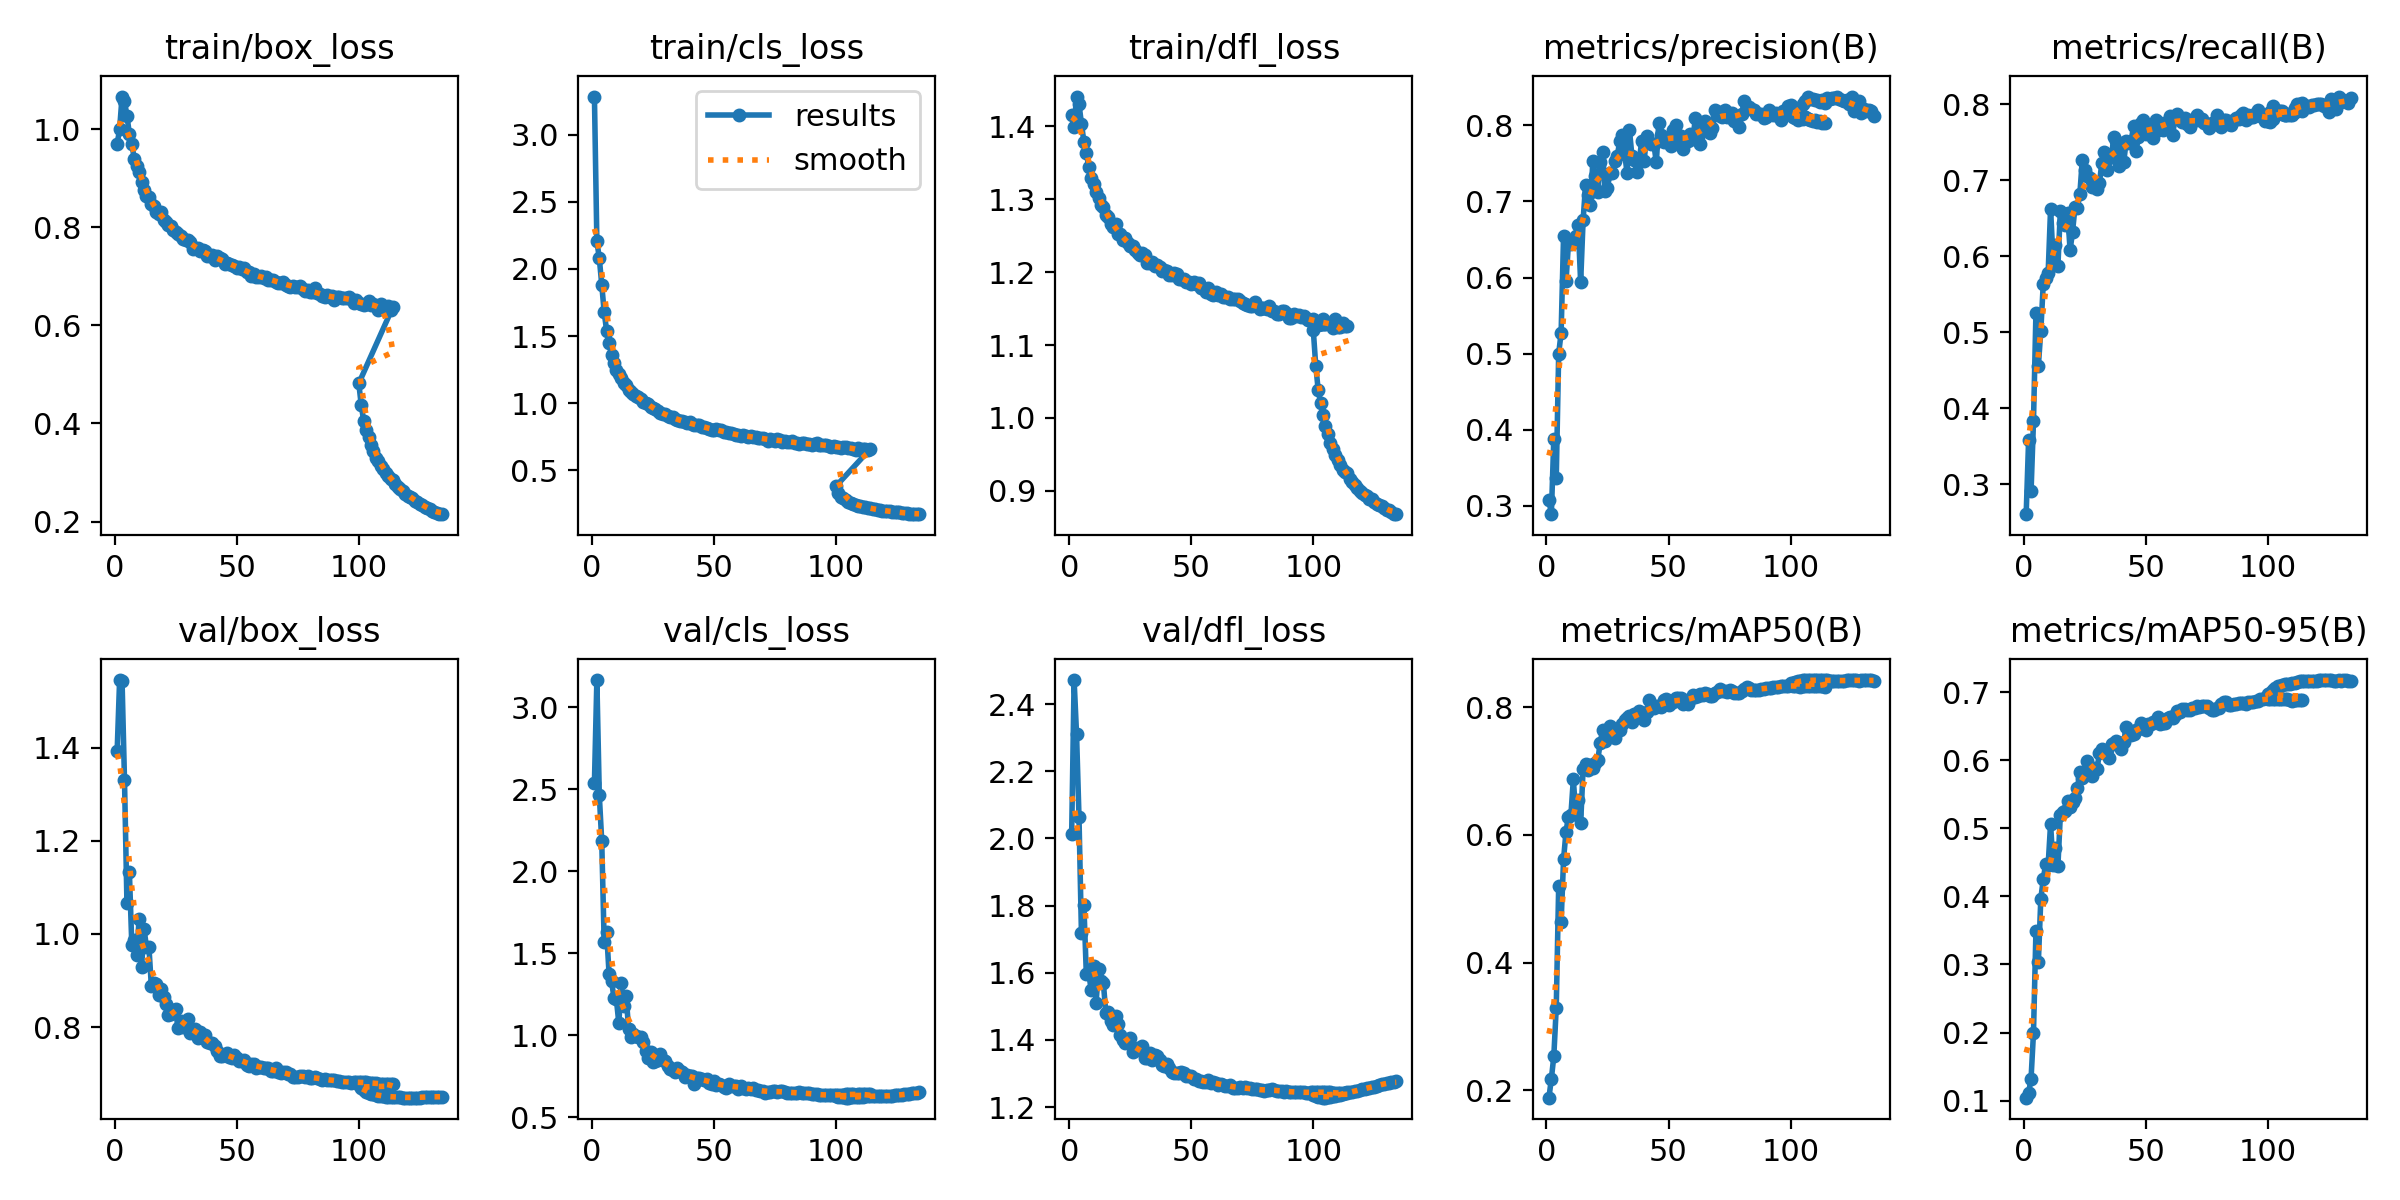 train/box_loss
1.0
0.8
0.6
0.4
0.2
0 50 100
train/cls_loss
results
smooth
3.0
2.5
2.0
1.5
1.0
0.5
0 50 100
train/dfl_loss
1.4
1.3
1.2
1.1
1.0
0.9
0 50 100
metrics/precision(B)
0.8
0.7
0.6
0.5
0.4
0.3
0 50 100
metrics/recall(B)
0.8
0.7
0.6
0.5
0.4
0.3
0 50 100
val/box_loss
1.4
1.2
1.0
0.8
0 50 100
val/cls_loss
3.0
2.5
2.0
1.5
1.0
0.5
0 50 100
val/dfl_loss
2.4
2.2
2.0
1.8
1.6
1.4
1.2
0 50 100
metrics/mAP50(B)
0.8
0.6
0.4
0.2
0 50 100
metrics/mAP50-95(B)
0.7
0.6
0.5
0.4
0.3
0.2
0.1
0 50 100